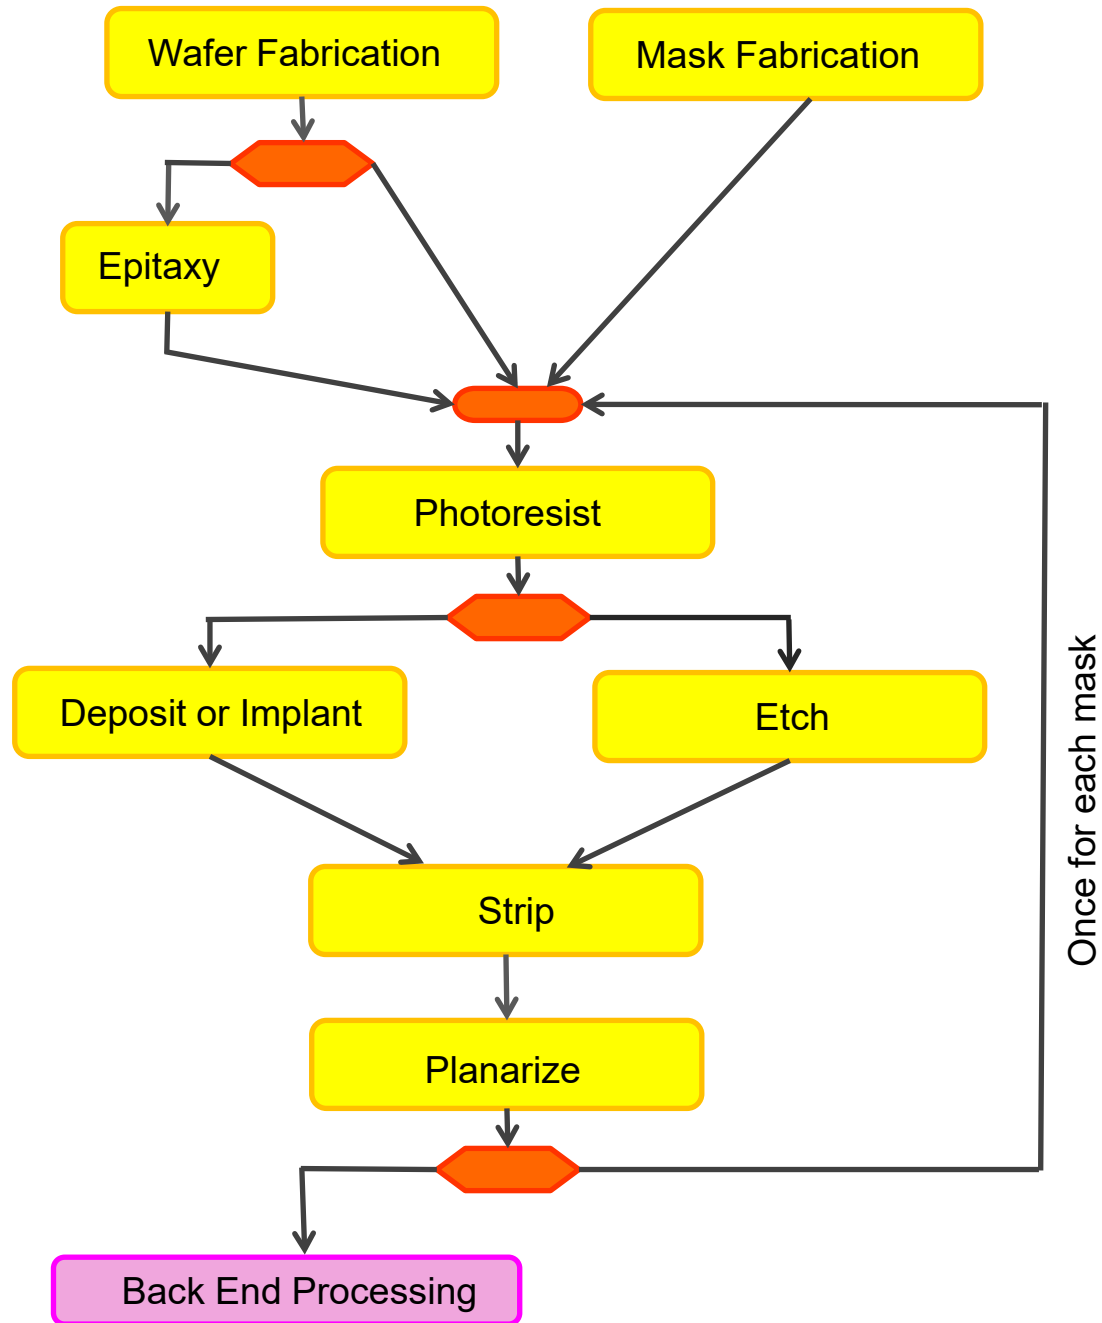 Wafer Fabrication
Mask Fabrication
Epitaxy
Photoresist
Deposit or Implant
Etch
Once for each mask
Strip
Planarize
Back End Processing